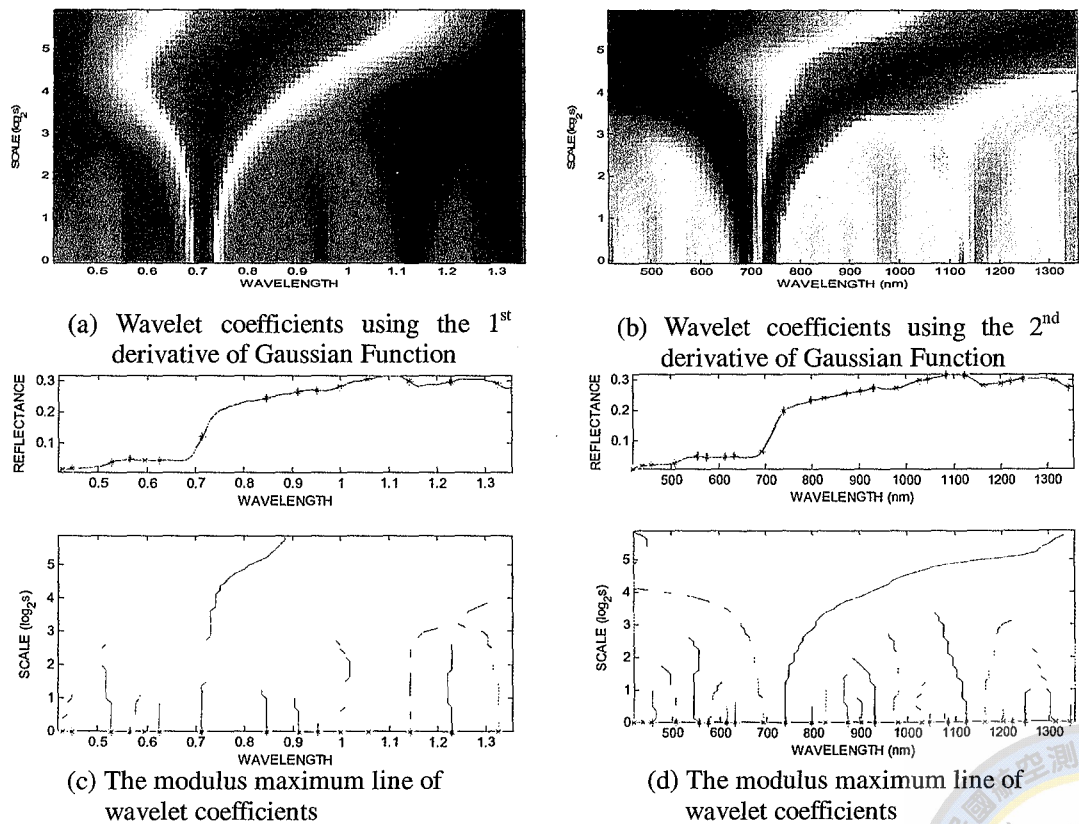 SCALE(log₂s)
5
4
3
2
1
0
0.5 0.6 0.7 0.8 0.9 1 1.1 1.2 1.3
WAVELENGTH
SCALE (log₂s)
5
4
3
2
1
0
500 600 700 800 900 1000 1100 1200 1300
WAVELENGTH (nm)
(a) Wavelet coefficients using the 1st
derivative of Gaussian Function
(b) Wavelet coefficients using the 2nd
derivative of Gaussian Function
REFLECTANCE
0.3
0.2
0.1
0.5 0.6 0.7 0.8 0.9 1 1.1 1.2 1.3
WAVELENGTH
REFLECTANCE
0.3
0.2
0.1
500 600 700 800 900 1000 1100 1200 1300
WAVELENGTH (nm)
SCALE (log₂s)
5
4
3
2
1
0
0.5 0.6 0.7 0.8 0.9 1 1.1 1.2 1.3
WAVELENGTH
SCALE (log₂s)
5
4
3
2
1
0
500 600 700 800 900 1000 1100 1200 1300
WAVELENGTH (nm)
(c) The modulus maximum line of
wavelet coefficients
(d) The modulus maximum line of
wavelet coefficients
國航空測